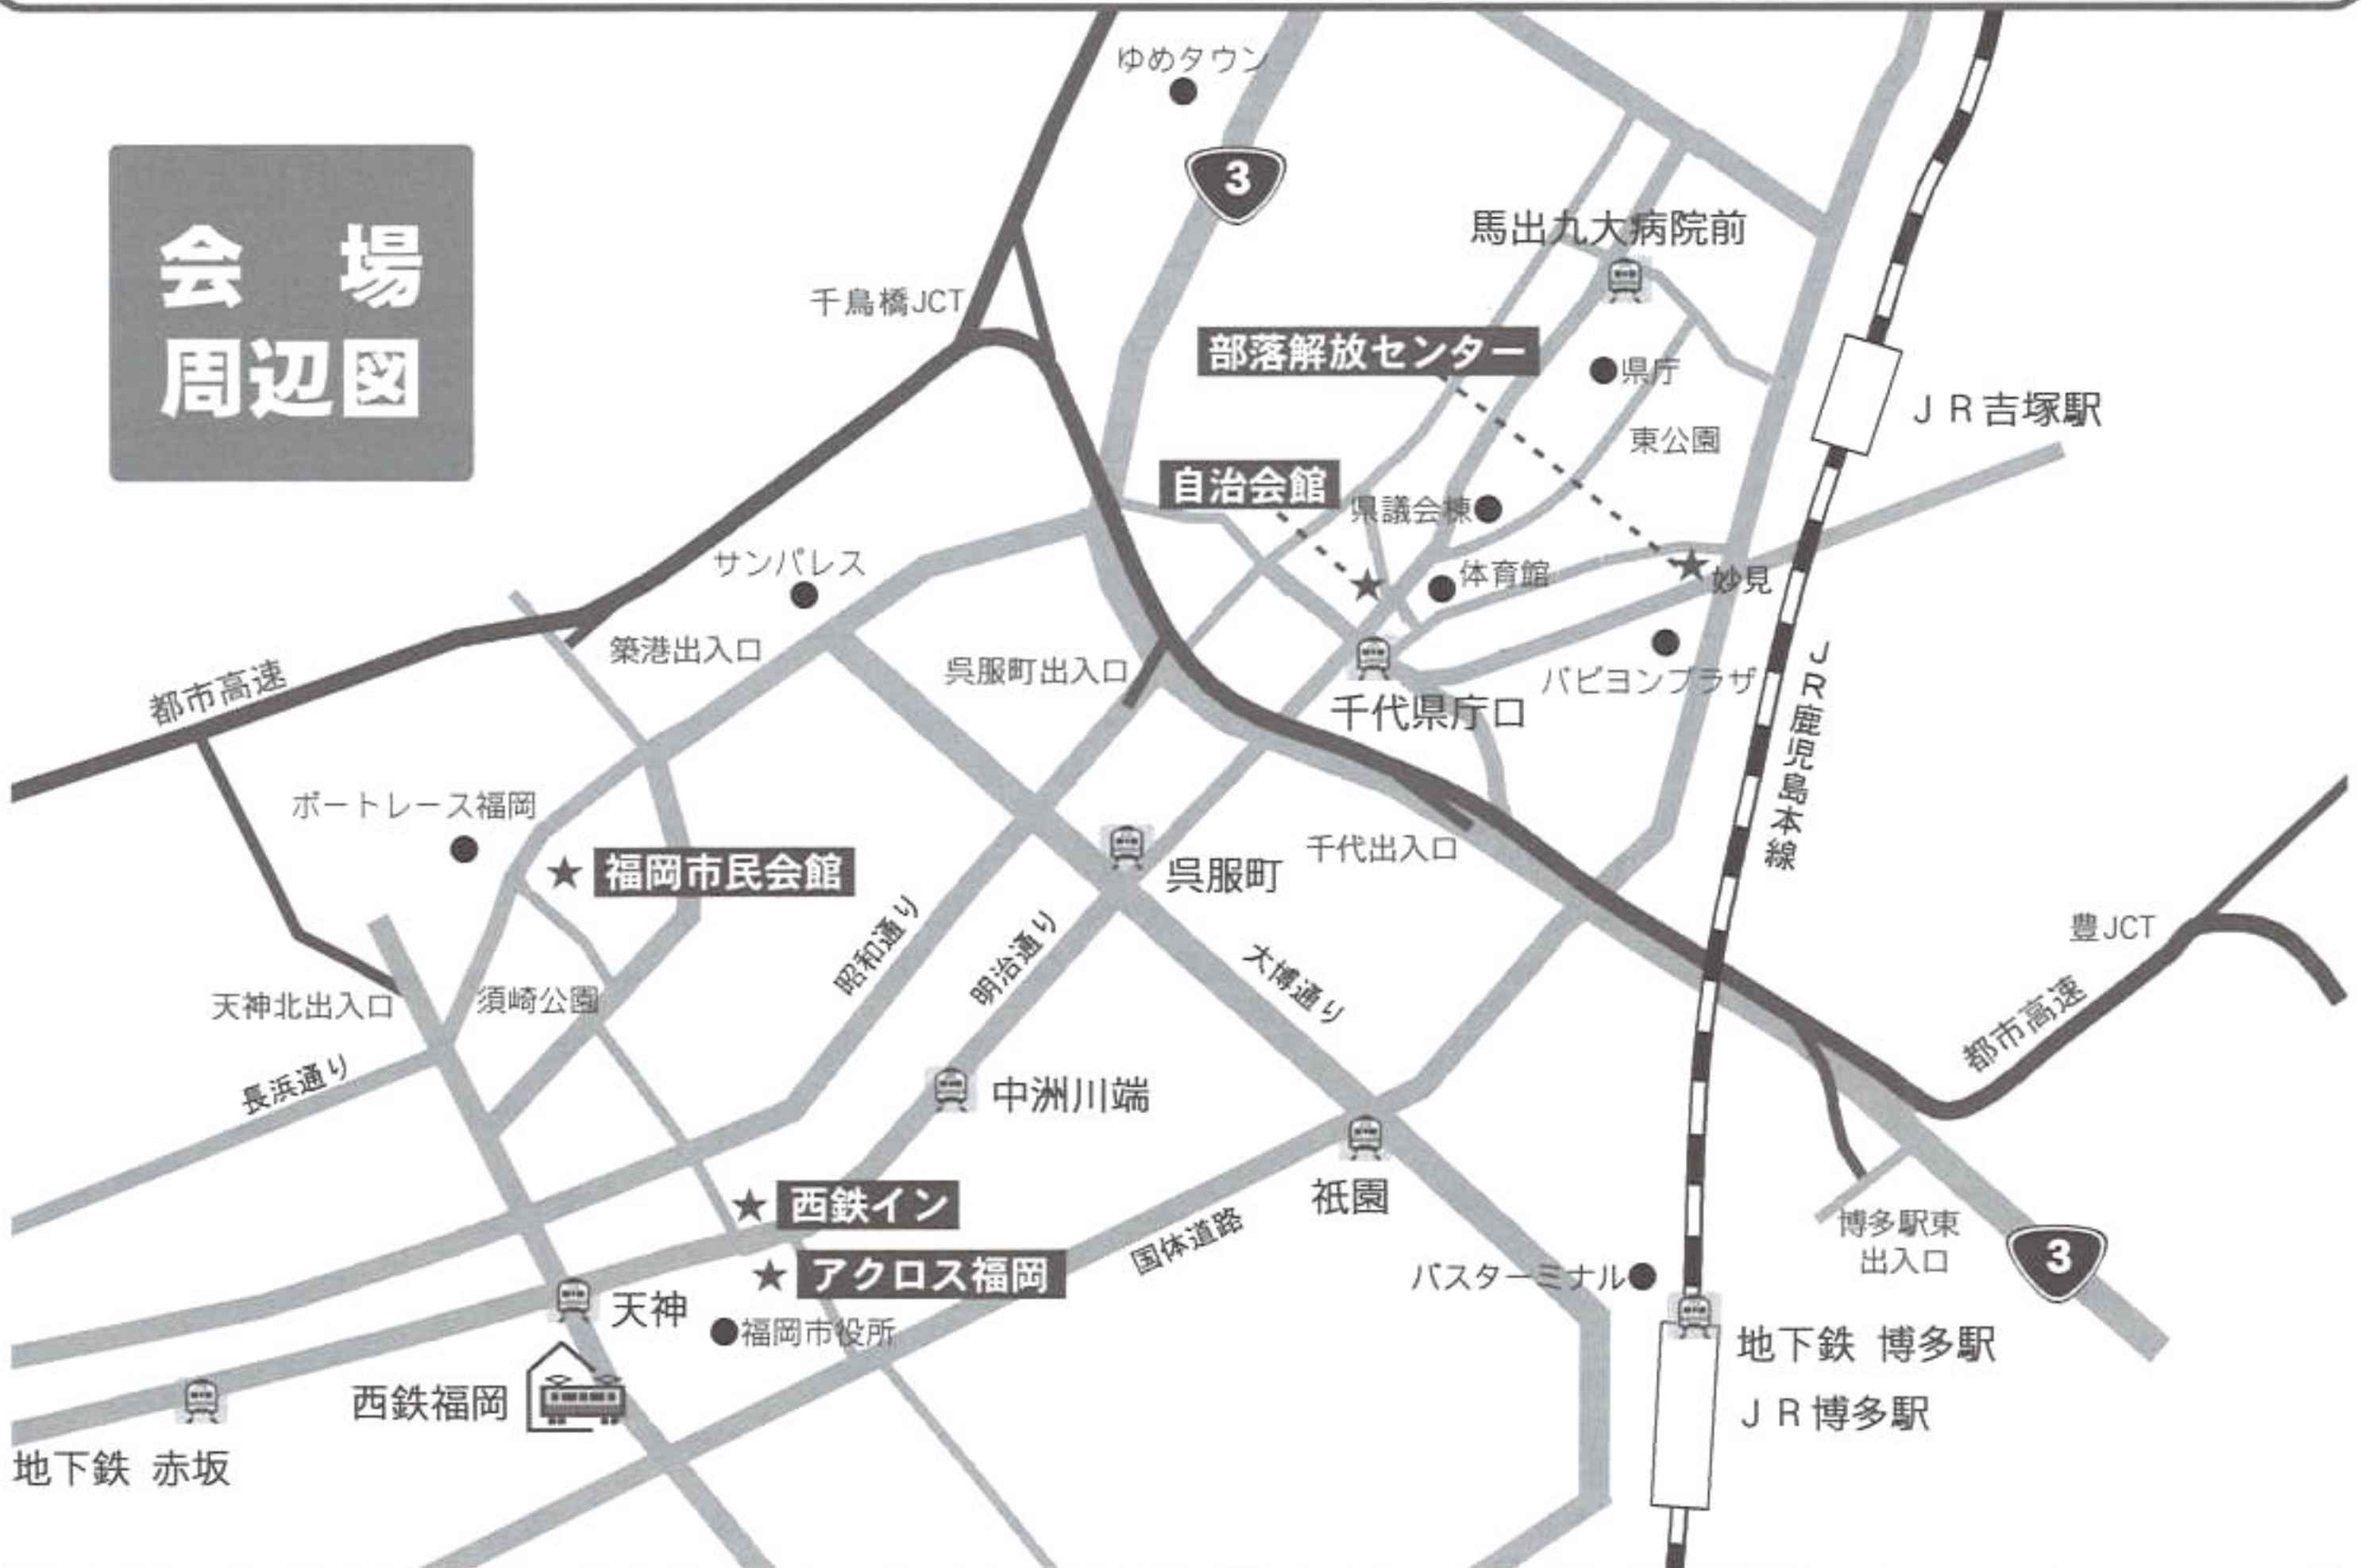 ゆめタウン
3
会 場
周辺図
馬出九大病院前
千鳥橋JCT
部落解放センター
県庁
JR吉塚駅
東公園
自治会館
県議会棟
サンパレス
体育館
妙見
築港出入口
呉服町出入口
パピヨンプラザ
都市高速
千代県庁口
JR鹿児島本線
ボートレース福岡
千代出入口
福岡市民会館
呉服町
昭和通り
明治通り
大博通り
豊JCT
天神北出入口
須崎公園
都市高速
長浜通り
中洲川端
西鉄イン
祇園
国体道路
博多駅東
出入口
3
アクロス福岡
バスターミナル
天神
福岡市役所
地下鉄 博多駅
西鉄福岡
JR博多駅
地下鉄 赤坂